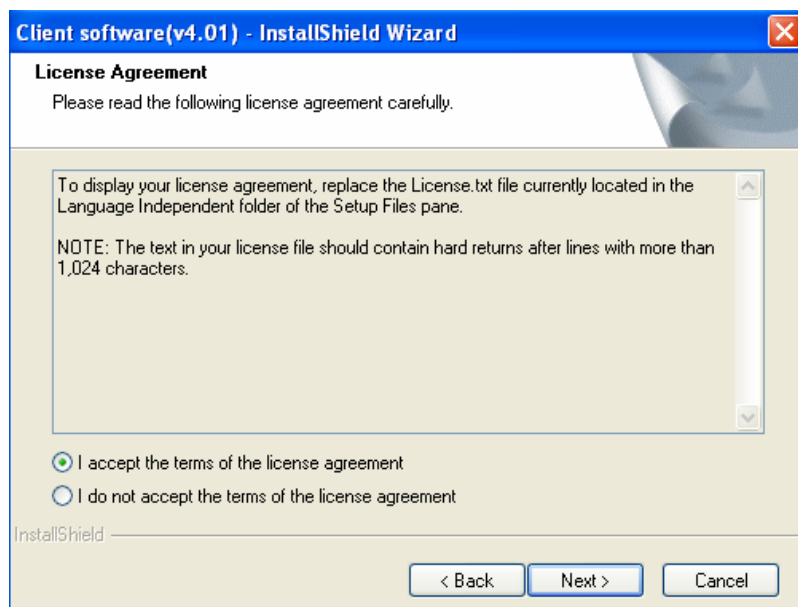 Client software(v4.01) - InstallShield Wizard
License Agreement
Please read the following license agreement carefully.
To display your license agreement, replace the License.txt file currently located in the
Language Independent folder of the Setup Files pane.
NOTE: The text in your license file should contain hard returns after lines with more than
1,024 characters.
I accept the terms of the license agreement
I do not accept the terms of the license agreement
InstallShield
< Back Next > Cancel